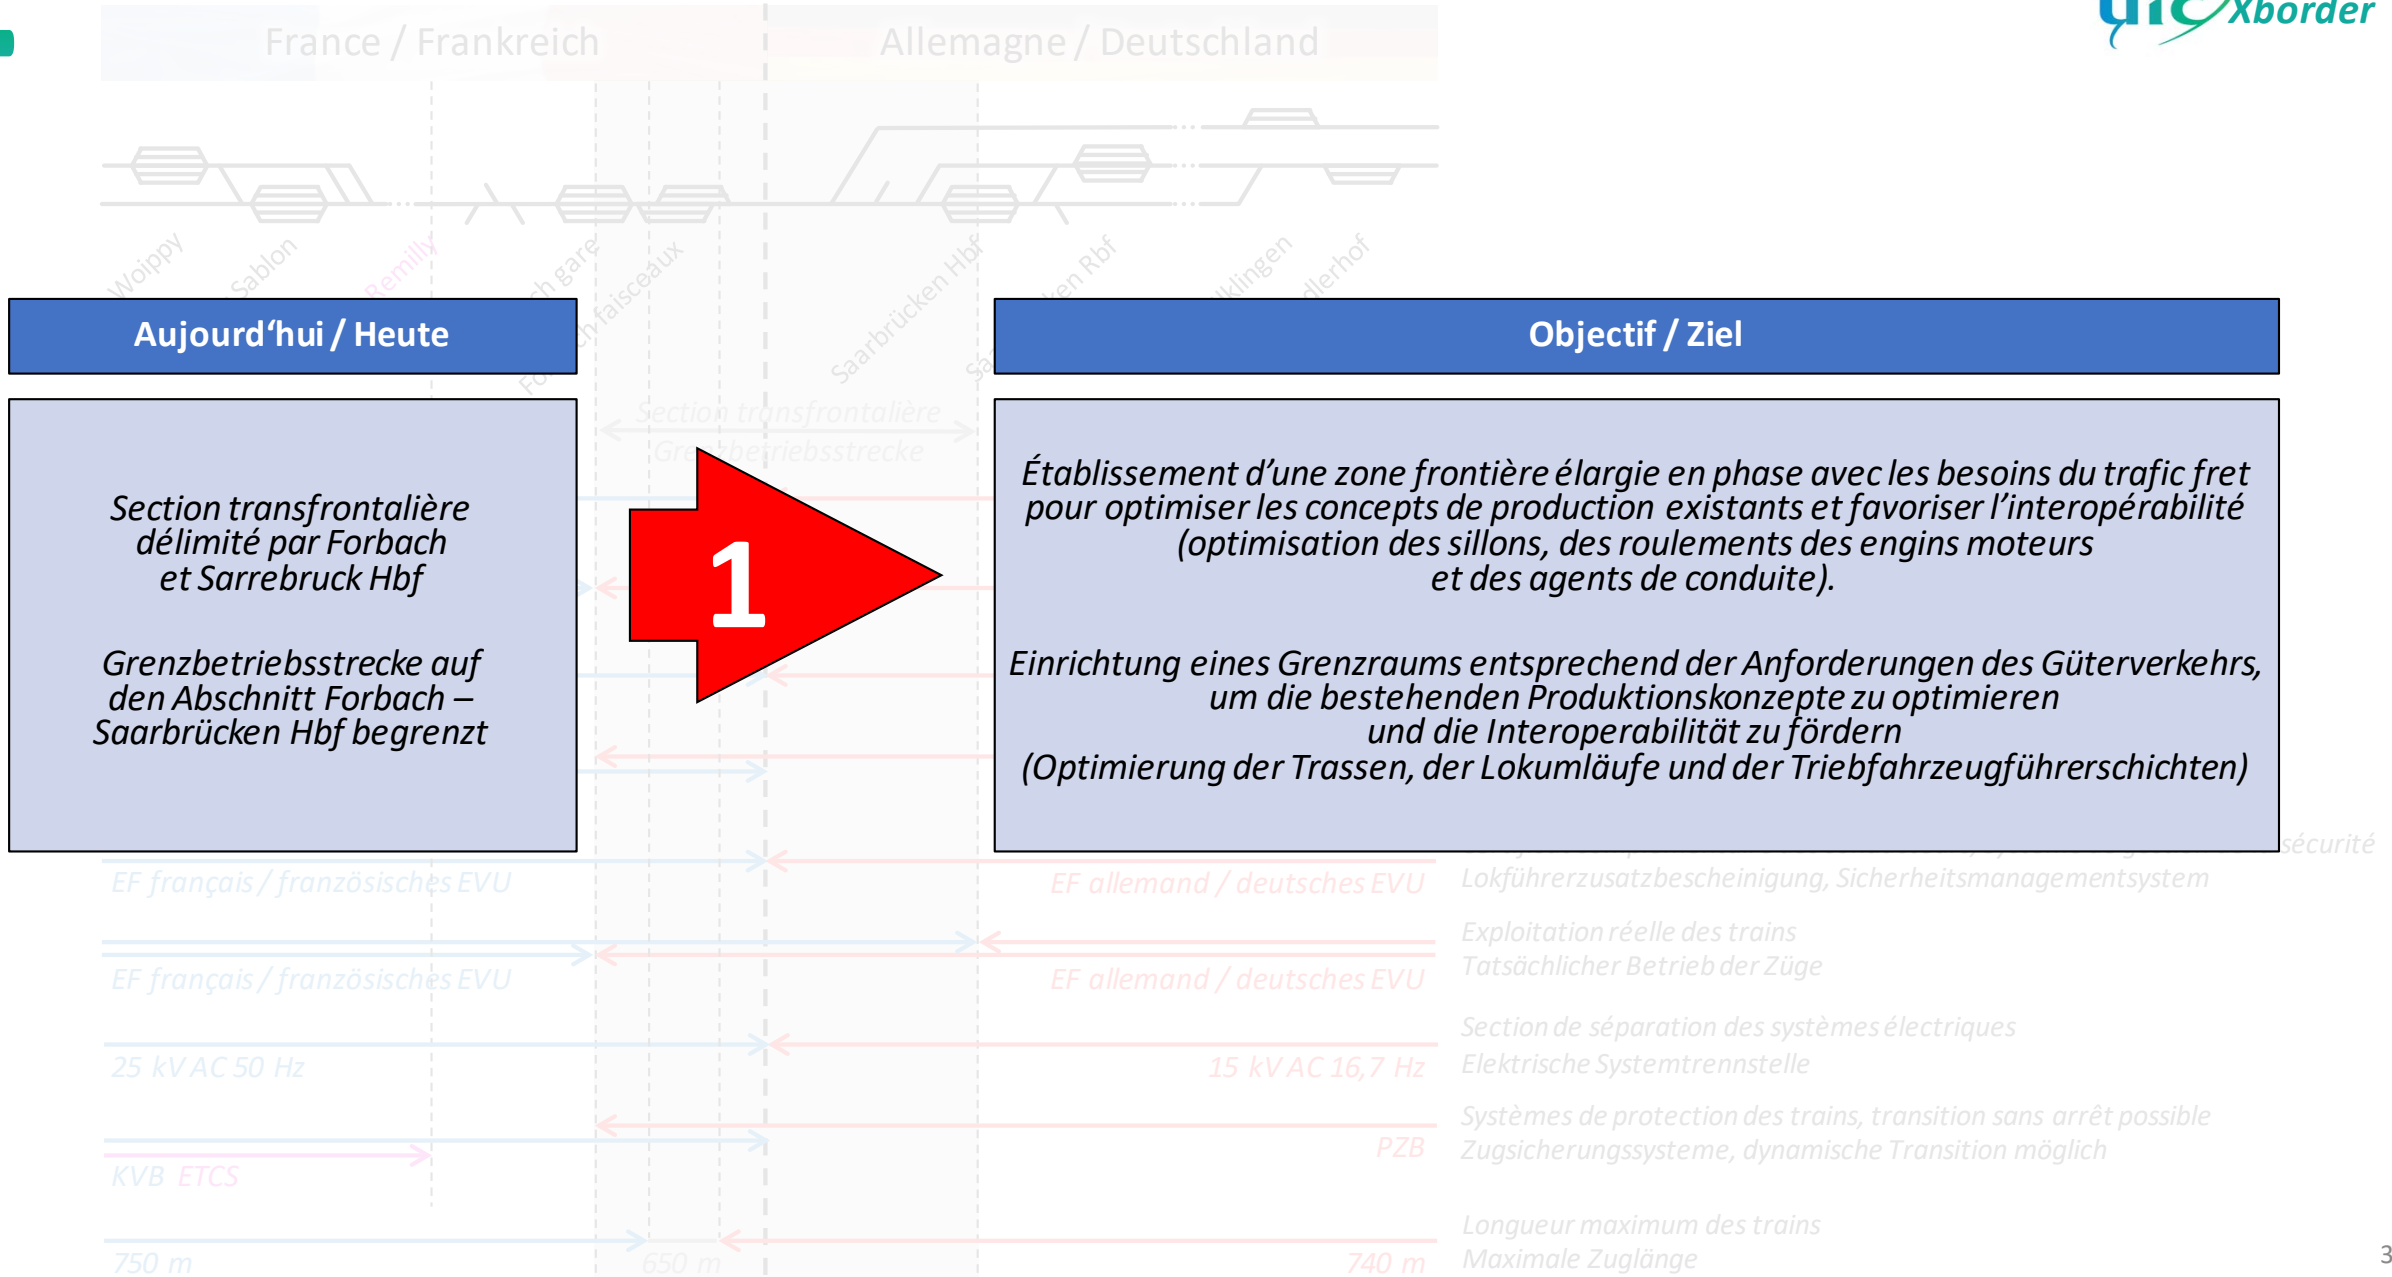 uic Xborder
France / Frankreich
Allemagne / Deutschland
Woippy
Sablon
Remilly
faisceaux
Saarbrücken Hbf
Aujourd‘hui / Heute
Objectif / Ziel
Section transfrontalière
Grenzbetriebsstrecke
Section transfrontalière
délimité par Forbach
et Sarrebruck Hbf
Grenzbetriebsstrecke auf
den Abschnitt Forbach –
Saarbrücken Hbf begrenzt
1
Établissement d’une zone frontière élargie en phase avec les besoins du trafic fret
pour optimiser les concepts de production existants et favoriser l’interopérabilité
(optimisation des sillons, des roulements des engins moteurs
et des agents de conduite).
Einrichtung eines Grenzraums entsprechend der Anforderungen des Güterverkehrs,
um die bestehenden Produktionskonzepte zu optimieren
und die Interoperabilität zu fördern
(Optimierung der Trassen, der Lokumläufe und der Triebfahrzeugführerschichten)
sécurité
EF français / französisches EVU
EF allemand / deutsches EVU
Lokführerzusatzbescheinigung, Sicherheitsmanagementsystem
Exploitation réelle des trains
EF français / französisches EVU
EF allemand / deutsches EVU
Tatsächlicher Betrieb der Züge
Section de séparation des systèmes électriques
25 kV AC 50 Hz
15 kV AC 16,7 Hz
Elektrische Systemtrennstelle
Systèmes de protection des trains, transition sans arrêt possible
PZB
Zugsicherungssysteme, dynamische Transition möglich
KVB ETCS
Longueur maximum des trains
750 m
650 m
740 m
Maximale Zuglänge
3